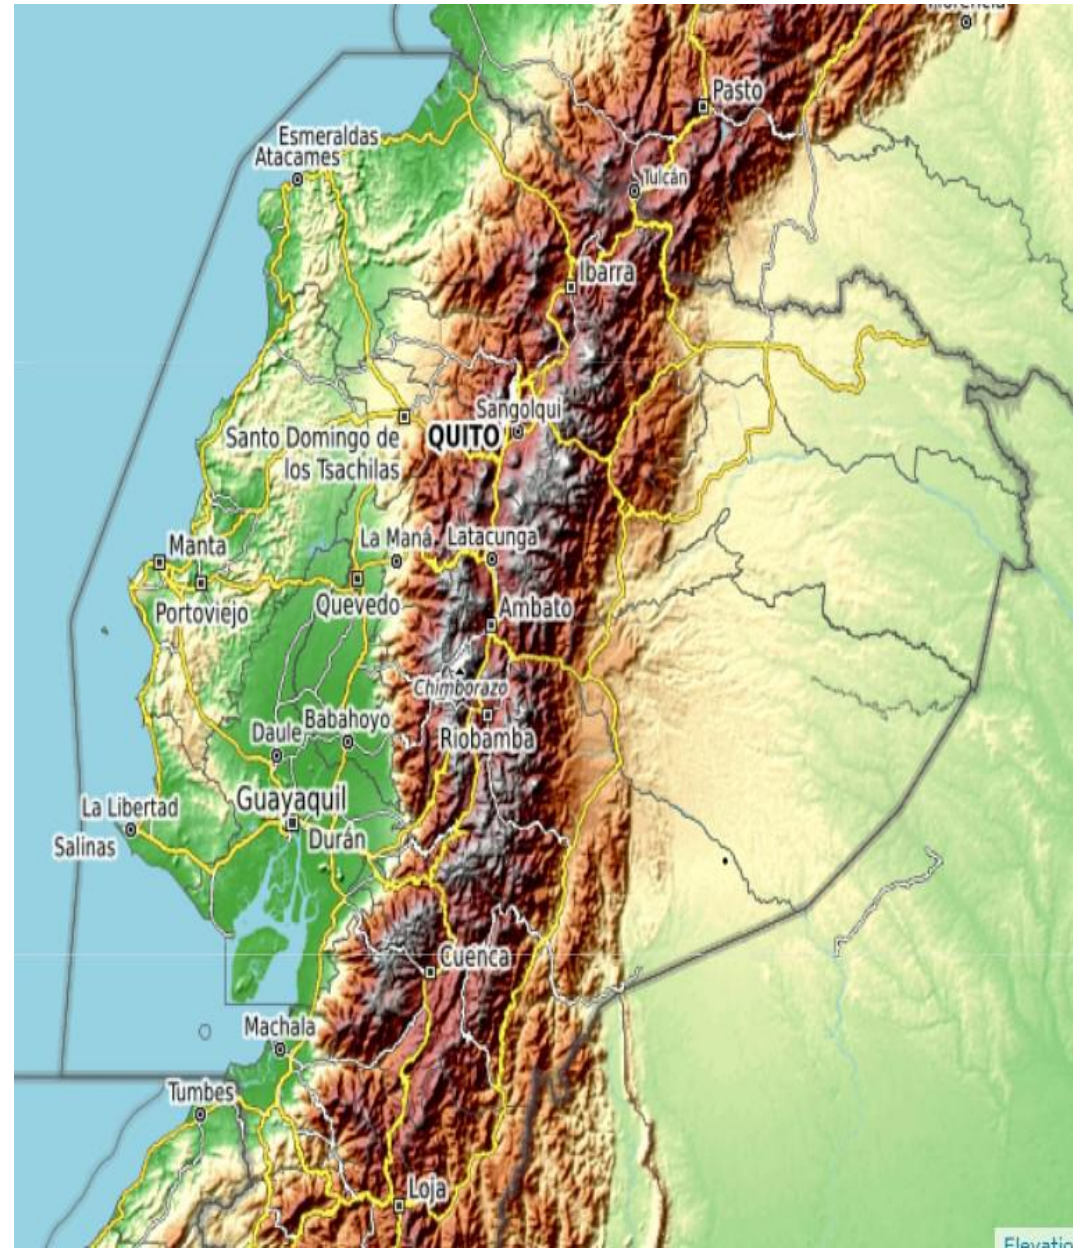 Pasto
Esmeraldas
Atacames
Tulcán
Ibarra
Sangolqui
QUITO
Santo Domingo de
los Tsachilas
La Maná
Latacunga
Manta
Quevedo
Ambato
Portoviejo
Chimborazo
Babahoyo
Daule
Riobamba
La Libertad
Guayaquil
Durán
Salinas
Cuenca
Machala
Tumbes
Loja